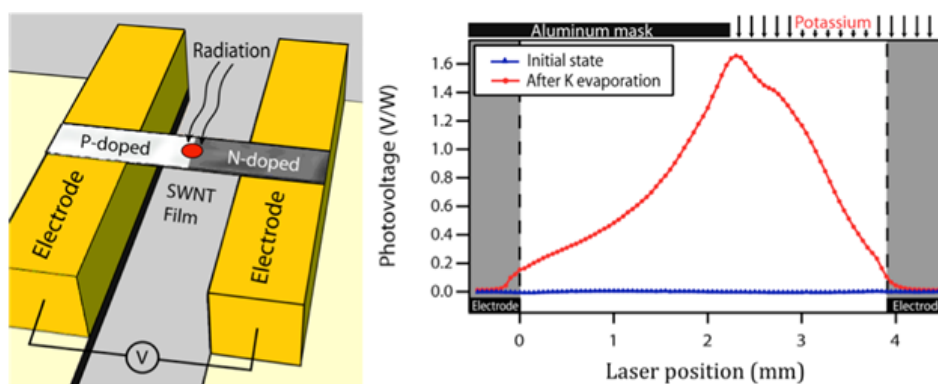 Radiation
P-doped
N-doped
SWNT
Film
Electrode
Electrode
V
Aluminum mask
Potassium
Initial state
After K evaporation
Photovoltage (V/W)
1.6
1.4
1.2
1.0
0.8
0.6
0.4
0.2
0.0
Electrode
Electrod
0
1
2
3
4
Laser position (mm)